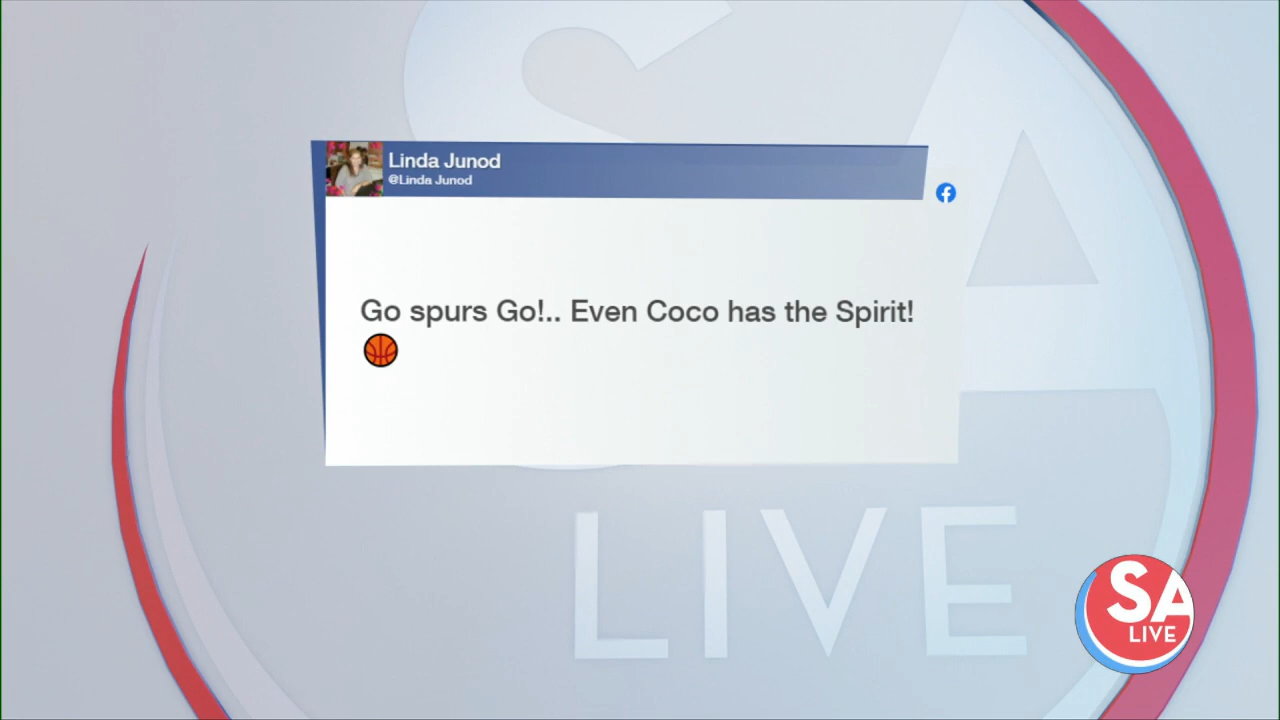 Linda Junod
@Linda Junod
Go spurs Go!.. Even Coco has the Spirit!
🏀
SA
LIVE
SA
LIVE